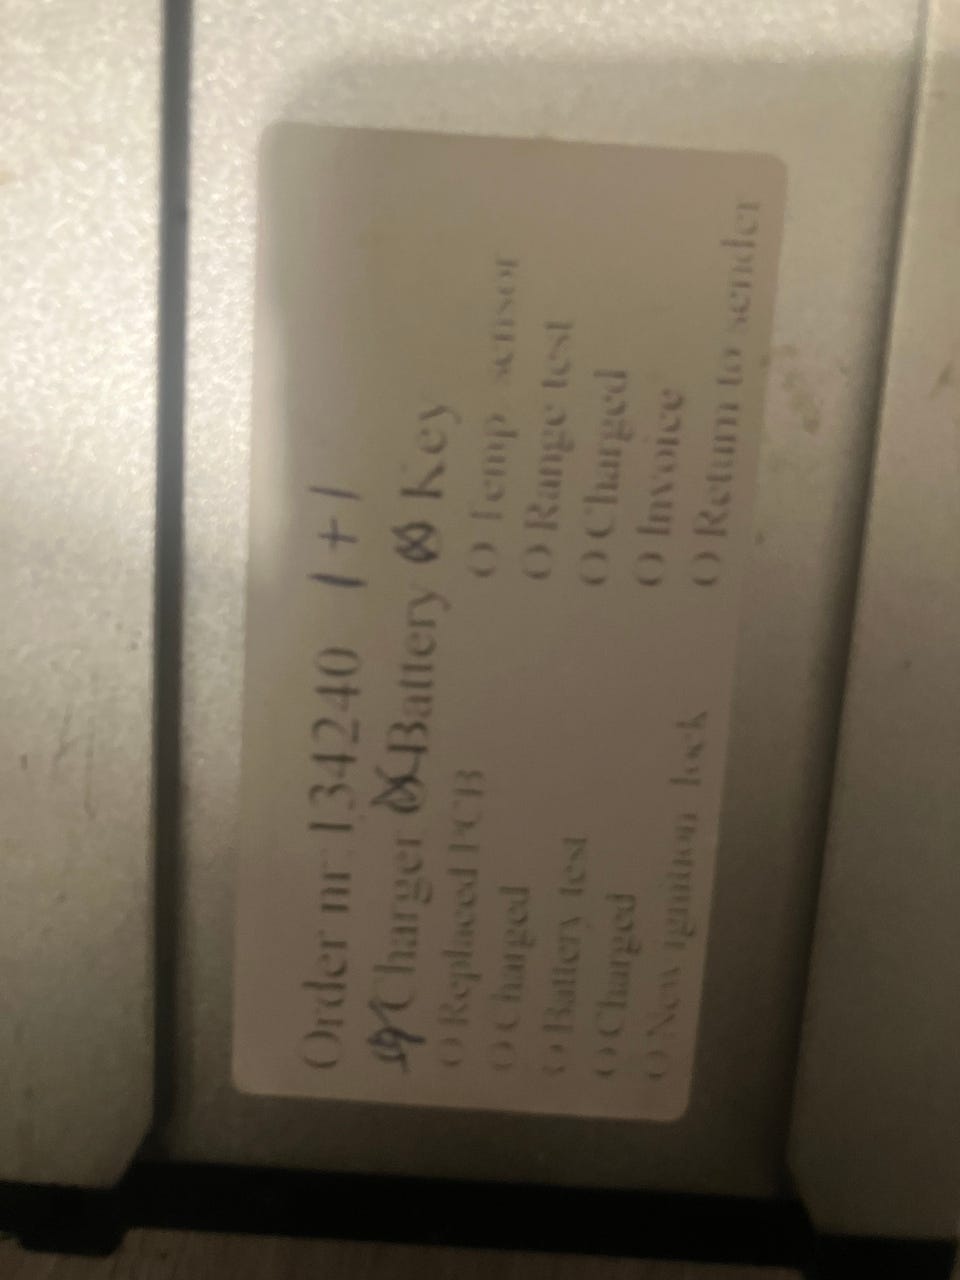 Order nr: 134240 1+1
Charger Battery Key
O Replaced PCB
O Temp sensor
O Charged
O Range test
O Battery test
O Charged
O Charged
O Invoice
O New ignition lock
O Return to sender